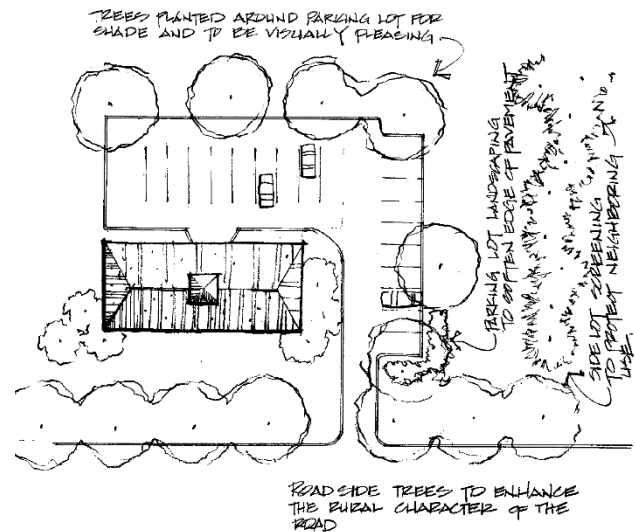 TREES PLANTED AROUND PARKING LOT FOR
SHADE AND TO BE VISUALLY PLEASING
PARKING LOT LANDSCAPING
TO SOFTEN EDGE OF PAVEMENT
SIDE LOT SCREENING
TO PROTECT NEIGHBORING
USE.
ROADSIDE TREES TO ENHANCE
THE RURAL CHARACTER OF THE
ROAD